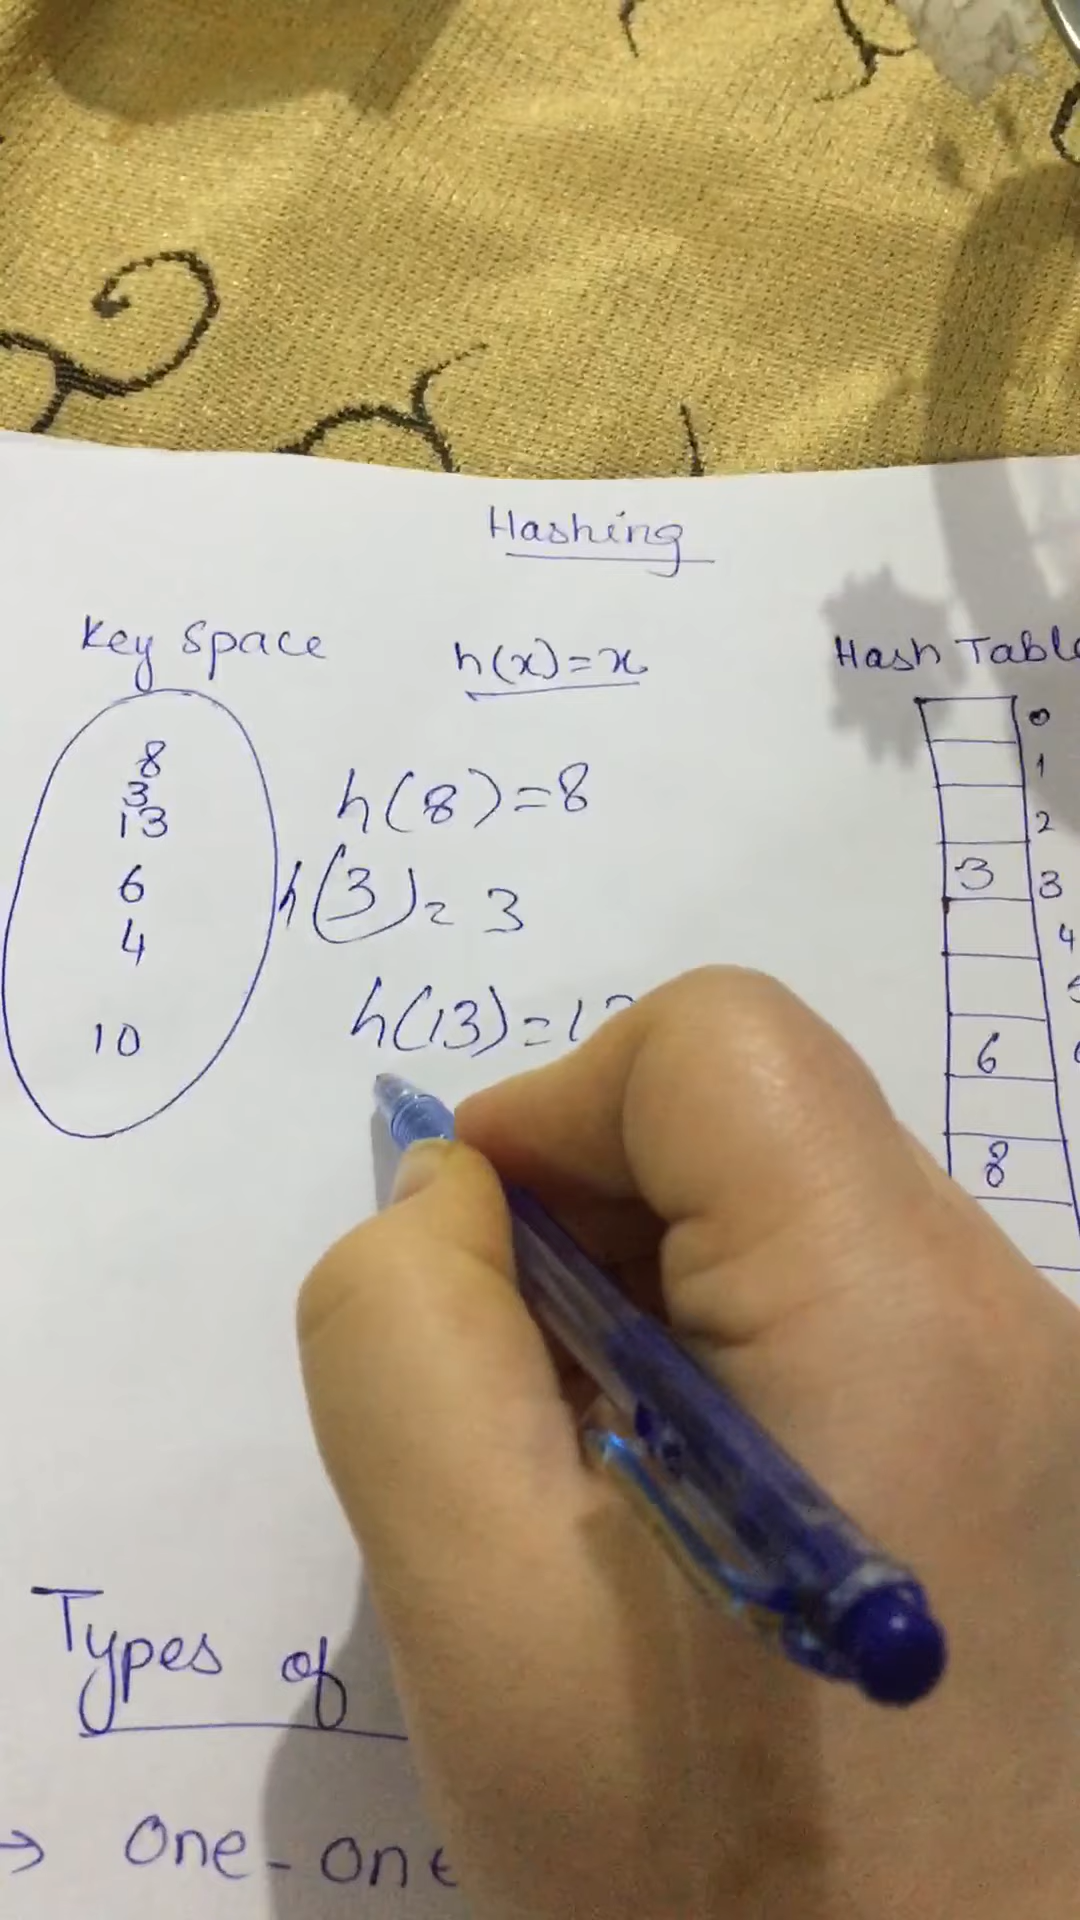 Hashing
Key Space
h(x)=x
Hash Table
8
3
13
6
4
10
h(8)=8
h(3)=3
h(13)=
0
1
2
3 3
4
6
8
Types of
→ One-One